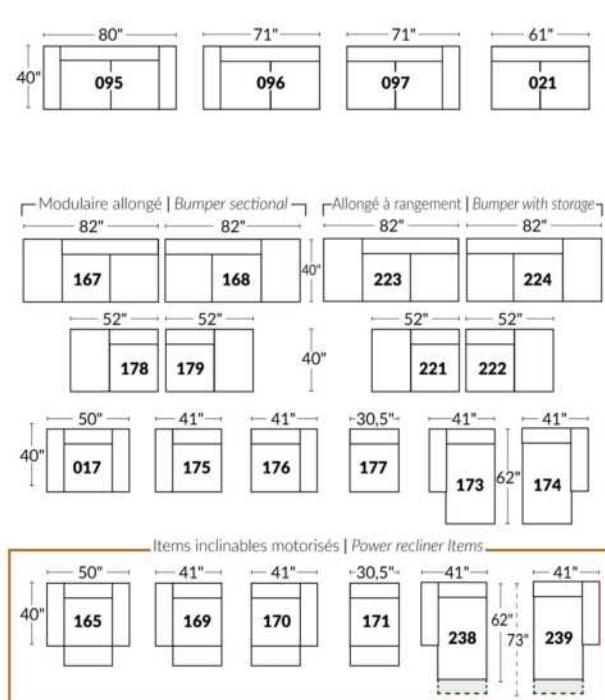 80" 71" 71" 61"
40" 095 096 097 021
Modulaire allongé | Bumper sectional Allongé à rangement | Bumper with storage
82" 82" 82" 82"
167 168 40" 223 224
52" 52" 52" 52"
178 179 40" 221 222
50" 41" 41" 30,5" 41" 41"
40" 017 175 176 177 173 62" 174
Items inclinables motorisés | Power recliner Items
50" 41" 41" 30,5" 41" 41"
40" 165 169 170 171 238 62" 73" 239